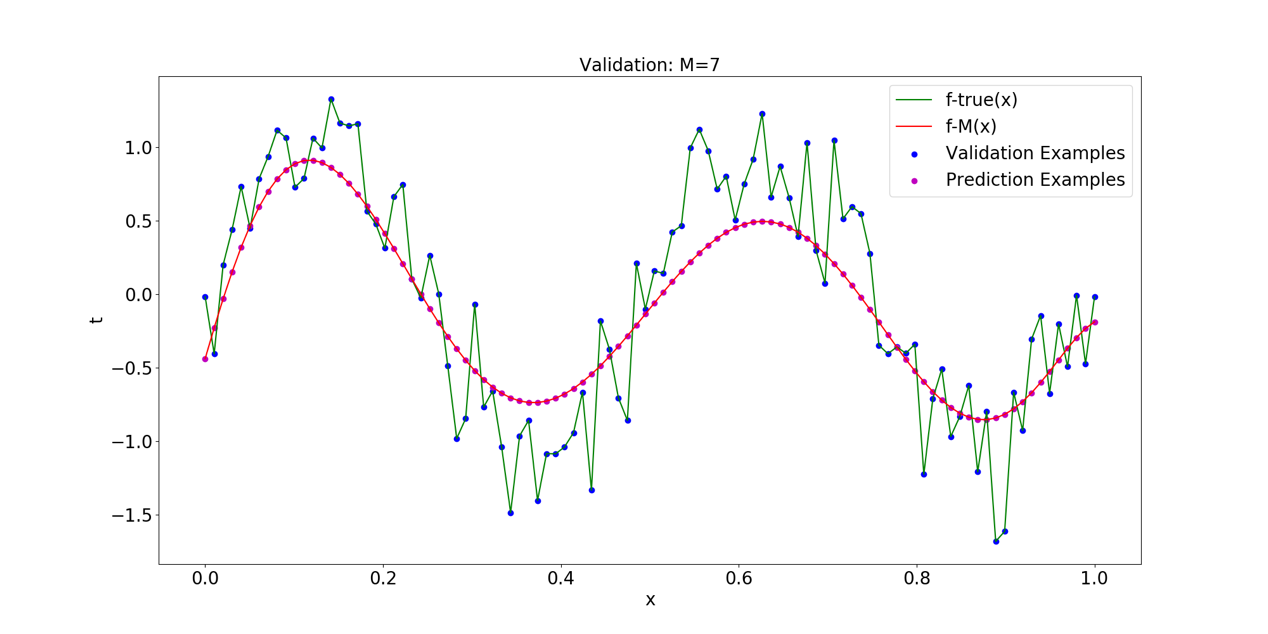 Validation: M=7
f-true(x)
f-M(x)
Validation Examples
Prediction Examples
t
1.0
0.5
0.0
−0.5
−1.0
−1.5
0.0 0.2 0.4 0.6 0.8 1.0
x